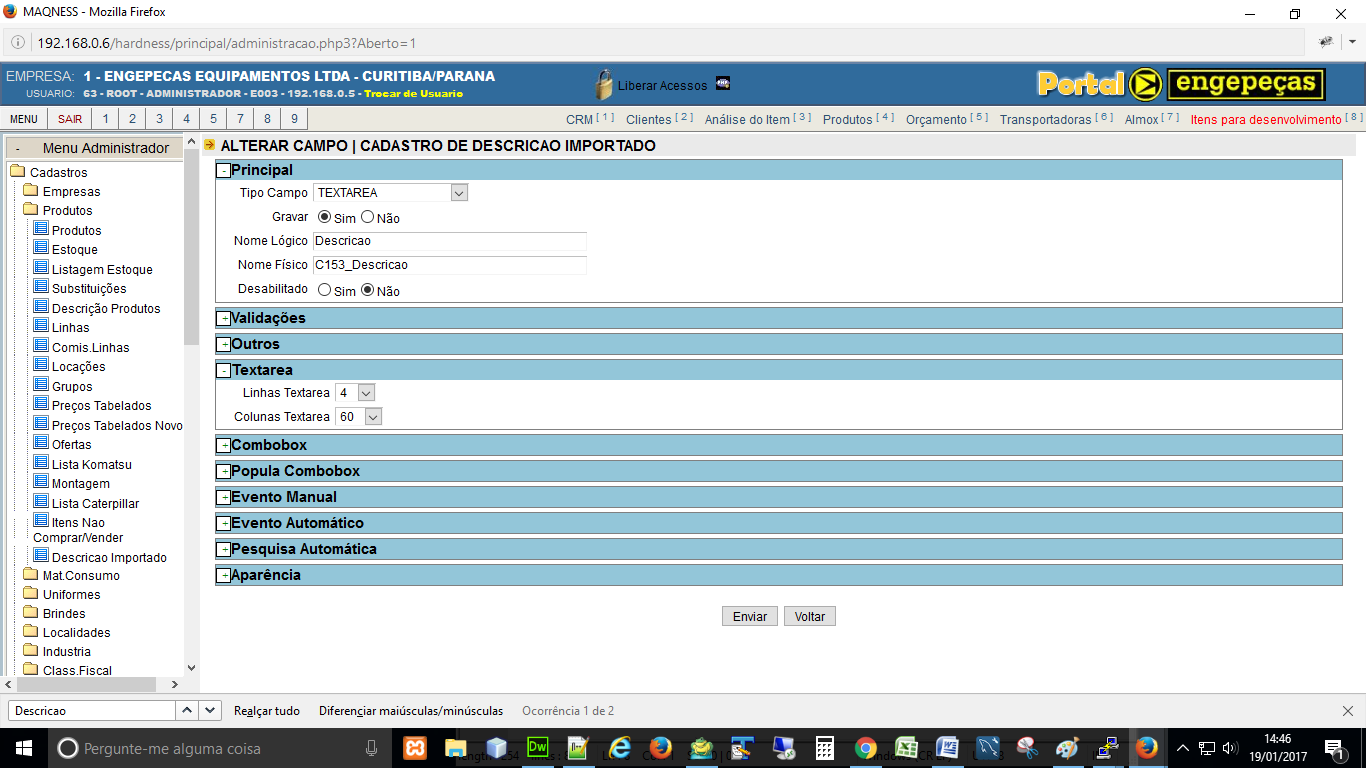 MAQNESS - Mozilla Firefox
192.168.0.6/hardness/principal/administracao.php3?Aberto=1
EMPRESA: 1 - ENGEPEÇAS EQUIPAMENTOS LTDA - CURITIBA/PARANA
USUARIO: 63 - ROOT - ADMINISTRADOR - E003 - 192.168.0.5 - Trocar de Usuario
Liberar Acessos
Portal engepeças
MENU SAIR 1 2 3 4 5 7 8 9
CRM [ 1 ] Clientes [ 2 ] Análise do Item [ 3 ] Produtos [ 4 ] Orçamento [ 5 ] Transportadoras [ 6 ] Almox [ 7 ] Itens para desenvolvimento [ 8 ]
- Menu Administrador
Cadastros
Empresas
Produtos
Produtos
Estoque
Listagem Estoque
Substituições
Descrição Produtos
Linhas
Comis.Linhas
Locações
Grupos
Preços Tabelados
Preços Tabelados Novo
Ofertas
Lista Komatsu
Montagem
Lista Caterpillar
Itens Nao
Comprar/Vender
Descricao Importado
Mat.Consumo
Uniformes
Brindes
Localidades
Industria
Class.Fiscal
ALTERAR CAMPO | CADASTRO DE DESCRICAO IMPORTADO
- Principal
Tipo Campo TEXTAREA
Gravar Sim Não
Nome Lógico Descricao
Nome Físico C153_Descricao
Desabilitado Sim Não
+ Validações
+ Outros
- Textarea
Linhas Textarea 4
Colunas Textarea 60
+ Combobox
+ Popula Combobox
+ Evento Manual
+ Evento Automático
+ Pesquisa Automática
+ Aparência
Enviar Voltar
Descricao Realçar tudo Diferenciar maiúsculas/minúsculas Ocorrência 1 de 2
Pergunte-me alguma coisa
Dw
14:46
19/01/2017
1